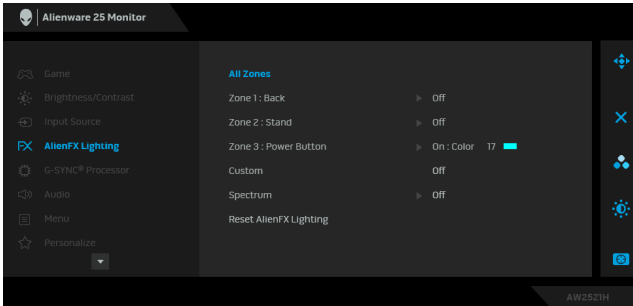 Alienware 25 Monitor
Game
Brightness/Contrast
Input Source
FX AlienFX Lighting
G-SYNC® Processor
Audio
Menu
Personalize
All Zones
Zone 1 : Back Off
Zone 2 : Stand Off
Zone 3 : Power Button On : Color 17
Custom Off
Spectrum Off
Reset AlienFX Lighting
AW2521H